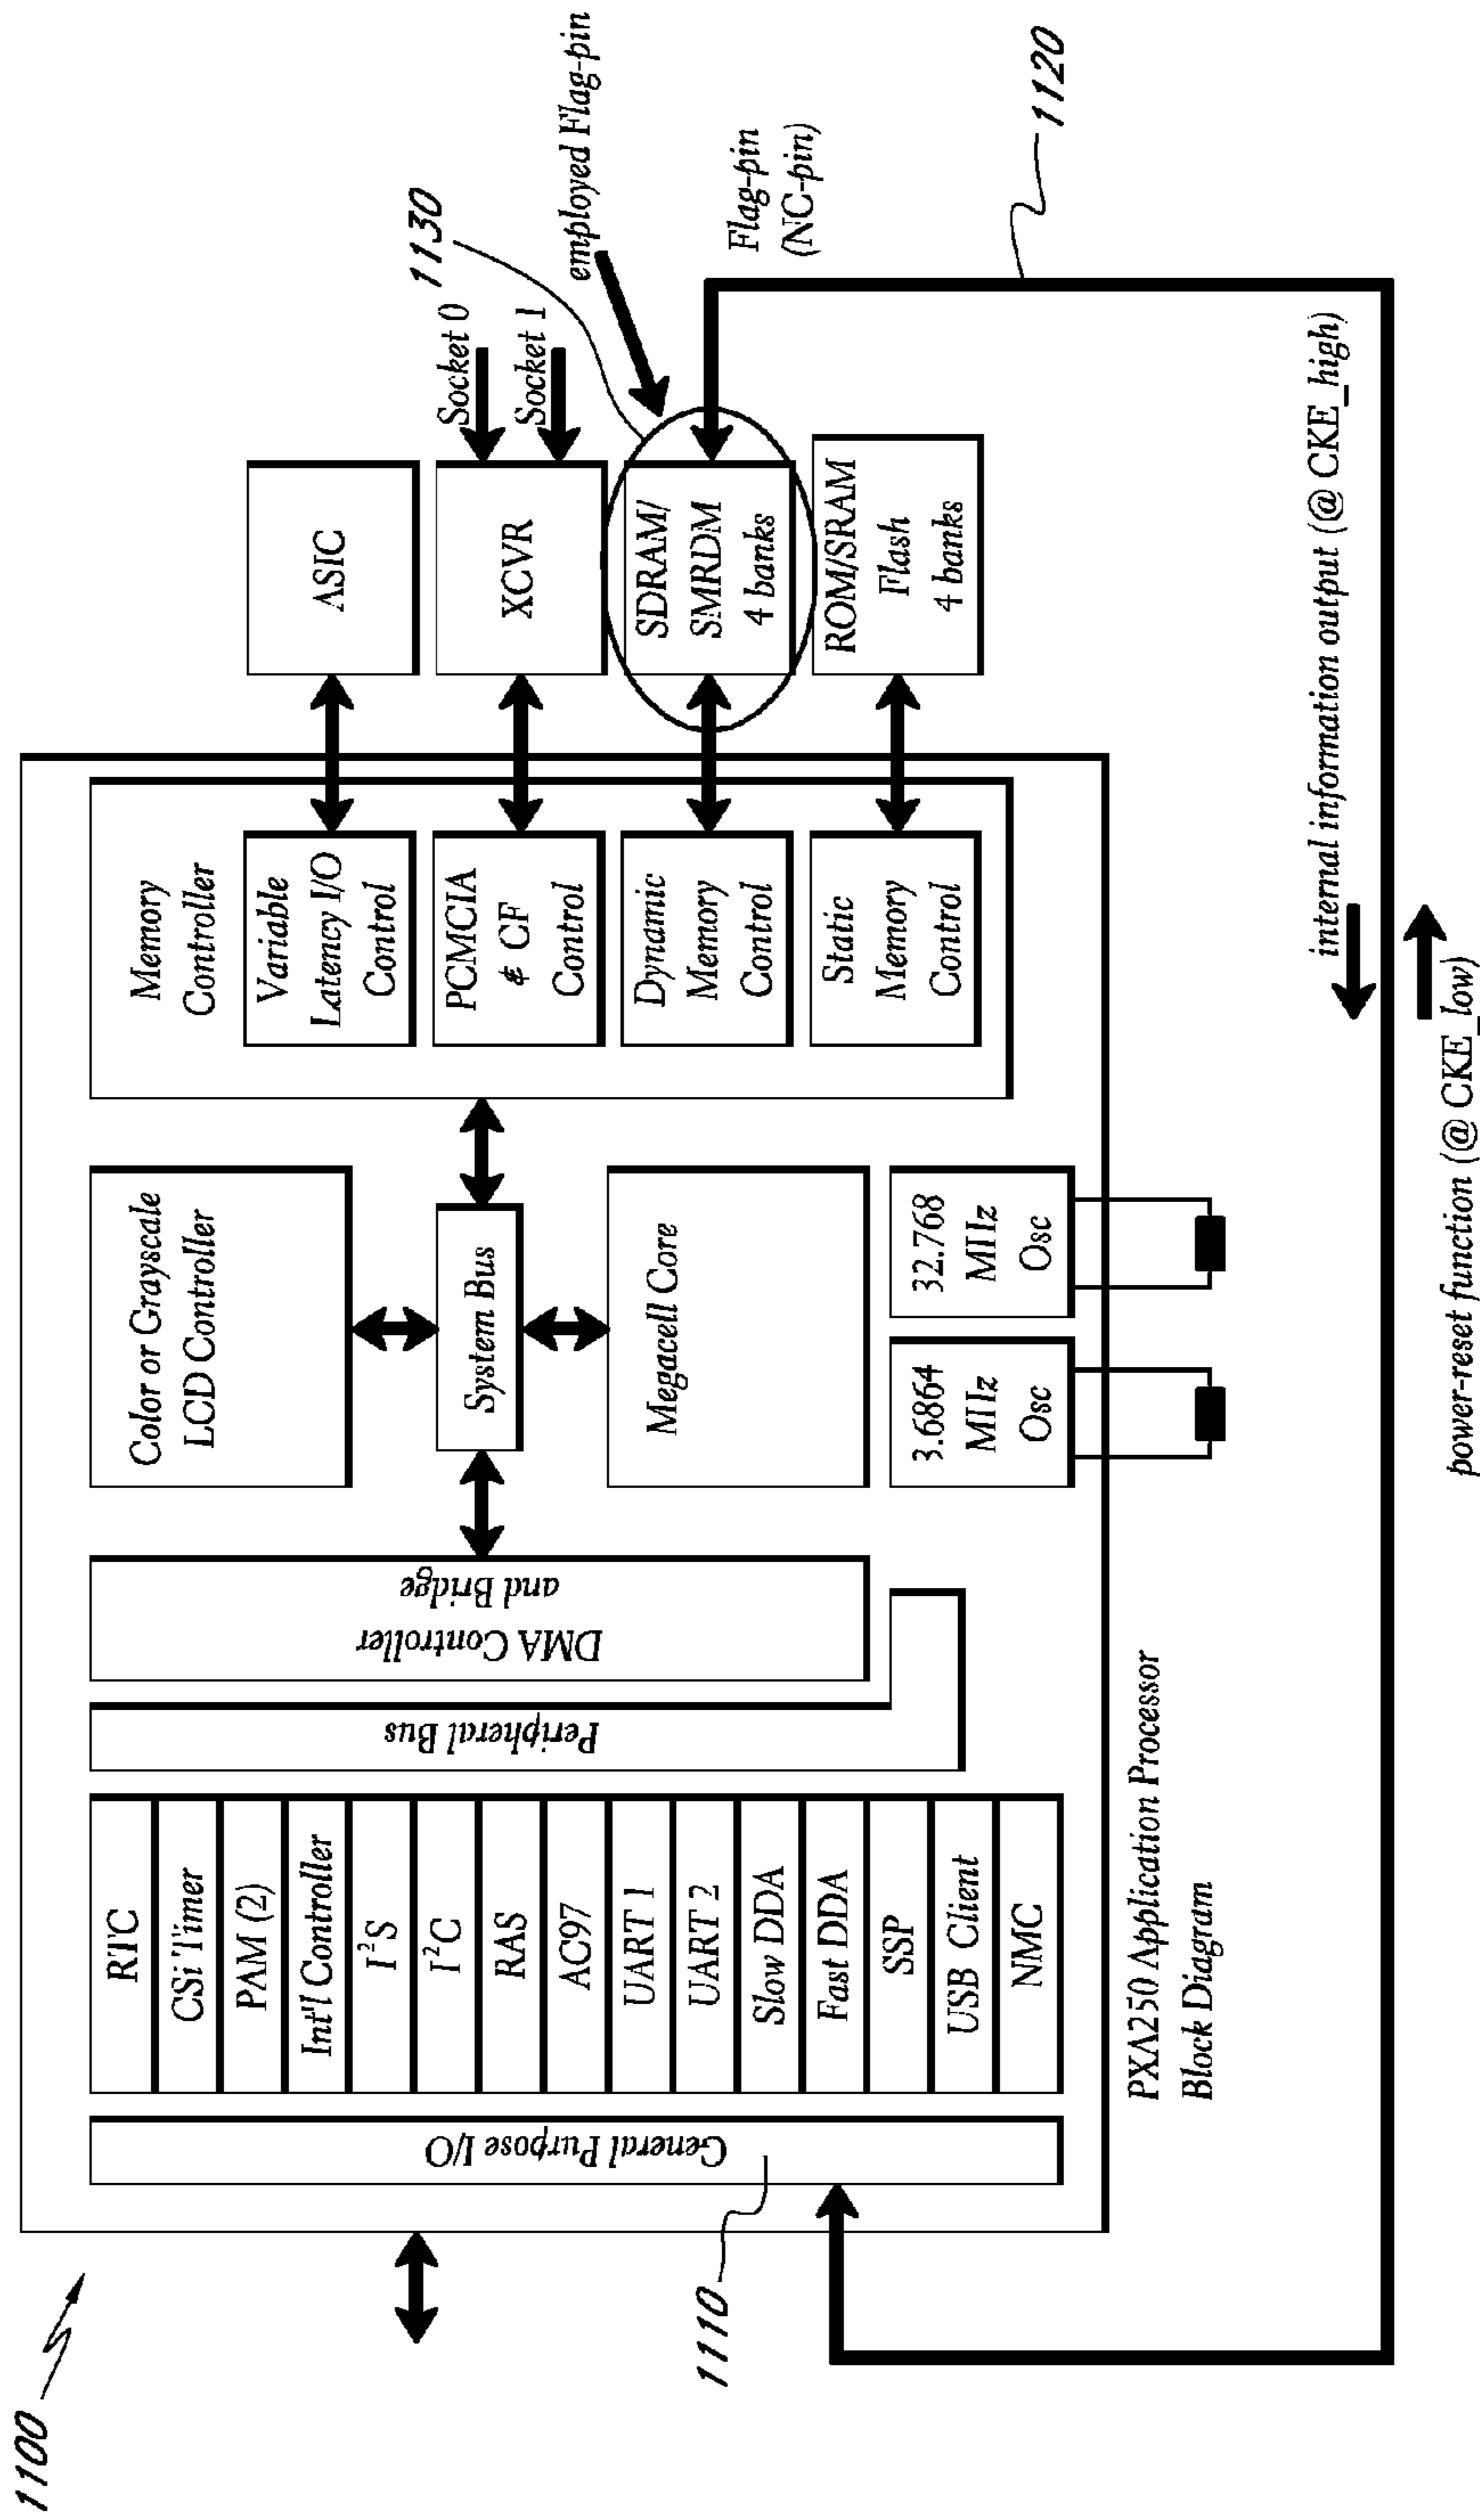 1100
RTC
CSi Timer
PAM (2)
Int'l Controller
I²S
I²C
RAS
AC97
UART 1
UART 2
Slow DDA
Fast DDA
SSP
USB Client
NMC
General Purpose I/O
1110
Peripheral Bus
DMA Controller
and Bridge
Color or Grayscale
LCD Controller
System Bus
Megacell Core
3.6864
MHz
Osc
32.768
MHz
Osc
Memory
Controller
Variable
Latency I/O
Control
PCMCIA
& CF
Control
Dynamic
Memory
Control
Static
Memory
Control
ASIC
XCVR
SDRAM/
SMRDM
4 banks
ROM/SRAM
Flash
4 banks
Socket 0
Socket 1
1130
employed Flag-pin
Flag-pin
(NC-pin)
1120
PXA250 Application Processor
Block Diagram
internal information output (@ CKE_high)
power-reset function (@ CKE_low)